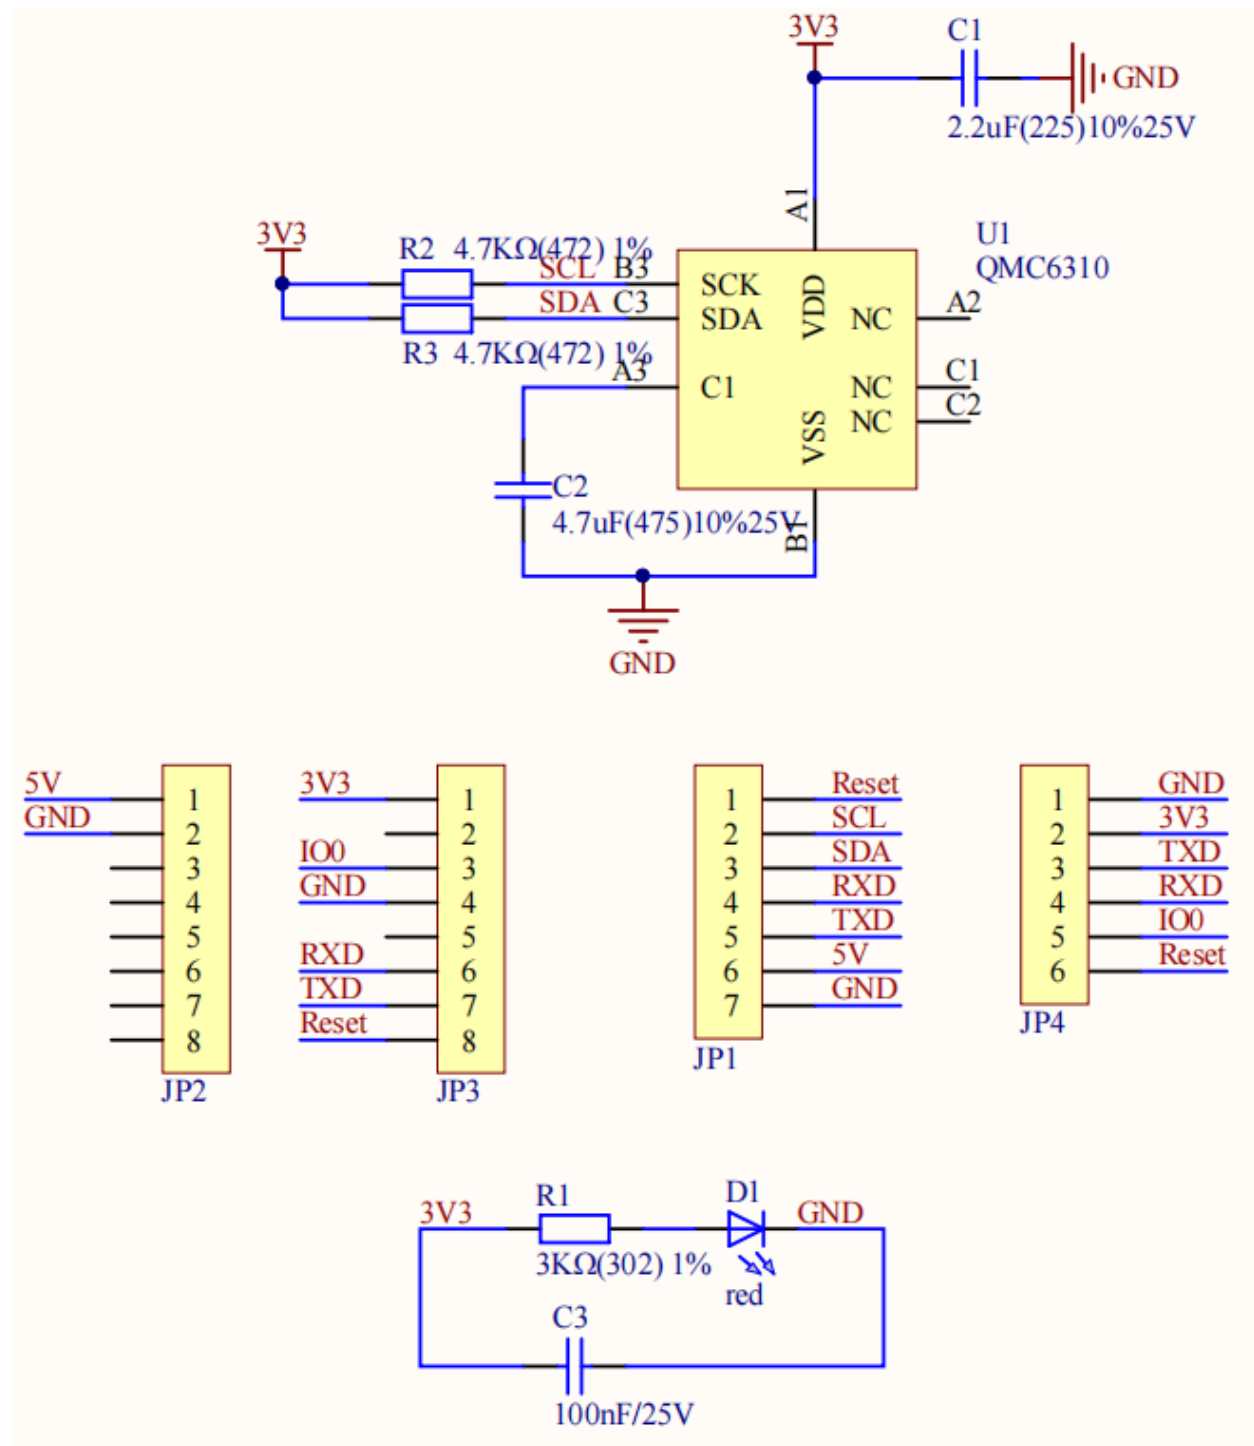 3V3
C1
GND
2.2uF(225)10%25V
A1
3V3
R2 4.7KΩ(472) 1%
SCL B3
SDA C3
R3 4.7KΩ(472) 1%
A3
U1
QMC6310
SCK
SDA
VDD
NC
A2
C1
NC
C1
NC
C2
VSS
B1
C2
4.7uF(475)10%25V
GND
5V
GND
1
2
3
4
5
6
7
8
JP2
3V3
IO0
GND
RXD
TXD
Reset
1
2
3
4
5
6
7
8
JP3
1
2
3
4
5
6
7
Reset
SCL
SDA
RXD
TXD
5V
GND
JP1
1
2
3
4
5
6
GND
3V3
TXD
RXD
IO0
Reset
JP4
3V3
R1
D1
GND
3KΩ(302) 1%
red
C3
100nF/25V